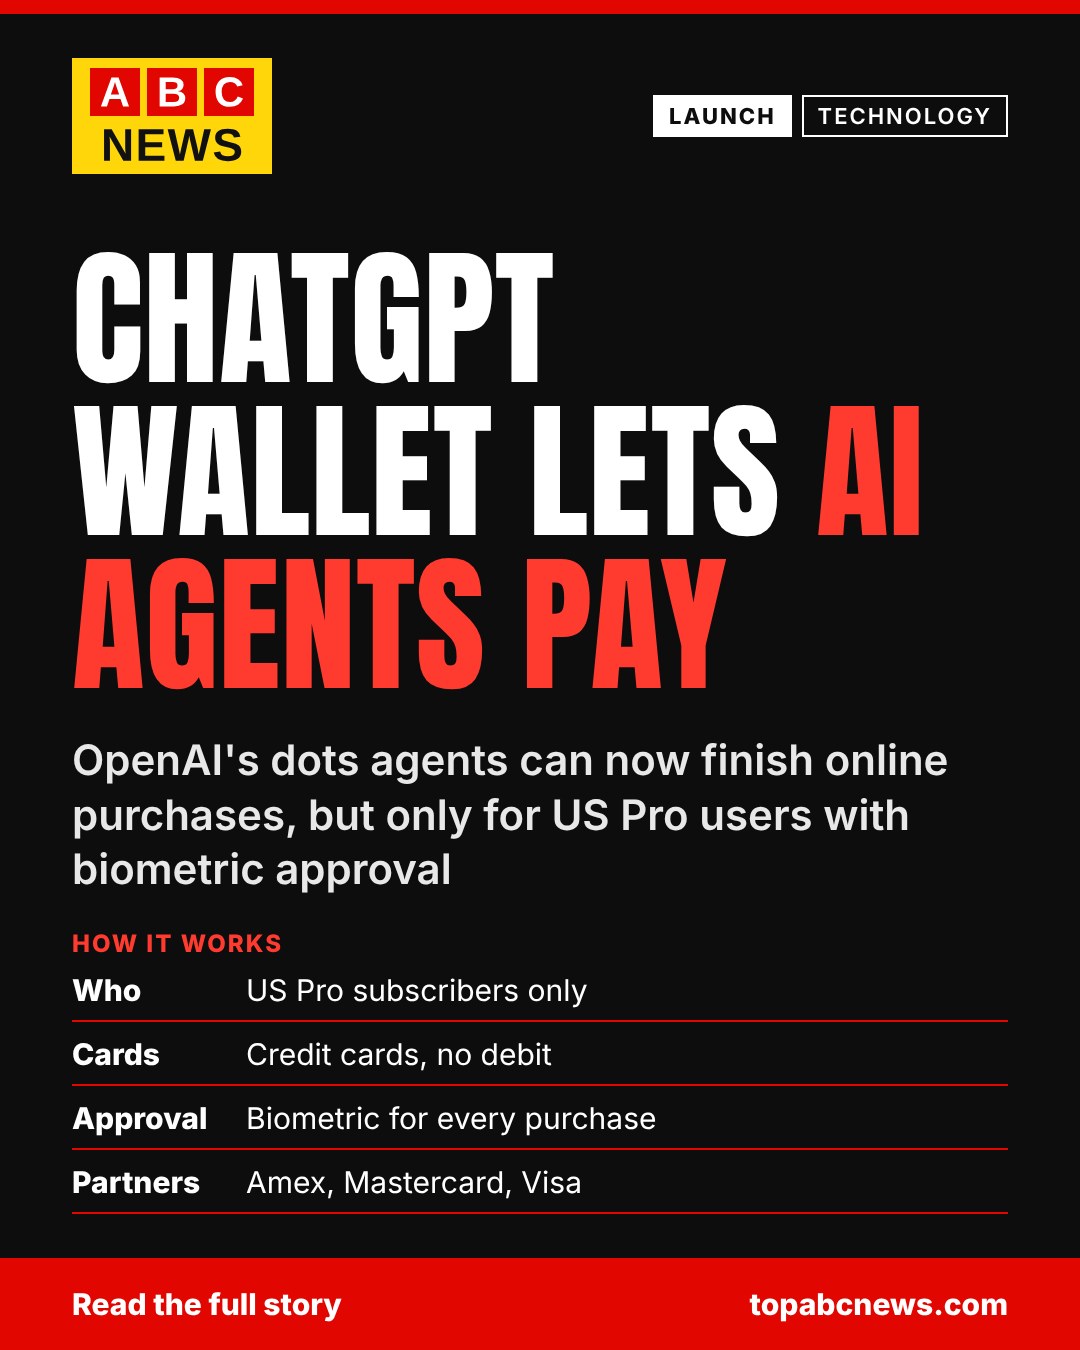 ABC
NEWS
LAUNCH
TECHNOLOGY
CHATGPT
WALLET LETS AI
AGENTS PAY
OpenAI's dots agents can now finish online
purchases, but only for US Pro users with
biometric approval
HOW IT WORKS
Who US Pro subscribers only
Cards Credit cards, no debit
Approval Biometric for every purchase
Partners Amex, Mastercard, Visa
Read the full story
topabcnews.com